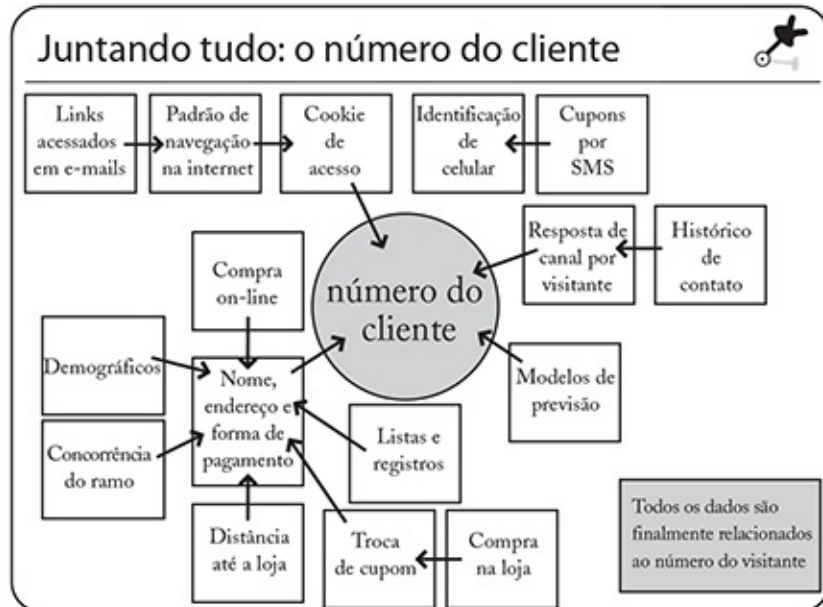 Juntando tudo: o número do cliente
Links
acessados
em e-mails
Padrão de
navegação
na internet
Cookie
de
acesso
Identificação
de
celular
Cupons
por
SMS
Compra
on-line
número do
cliente
Resposta de
canal por
visitante
Histórico
de
contato
Demográficos
Nome,
endereço e
forma de
pagamento
Modelos de
previsão
Concorrência
do ramo
Listas e
registros
Distância
até a loja
Troca
de cupom
Compra
na loja
Todos os dados são
finalmente relacionados
ao número do visitante